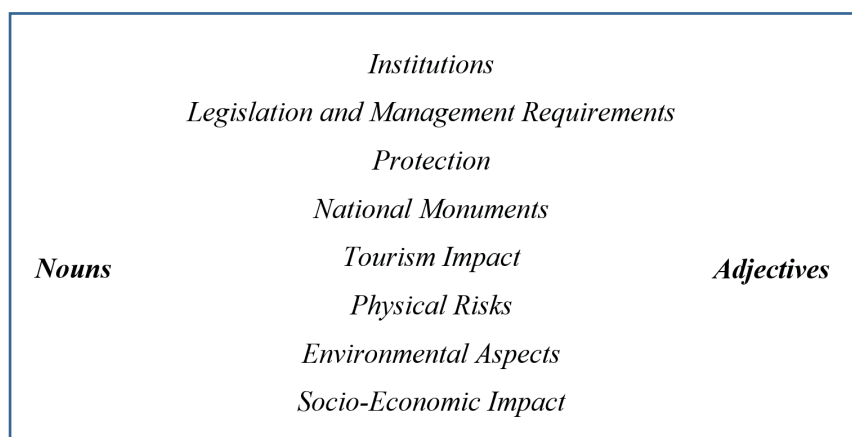 Institutions
Legislation and Management Requirements
Protection
National Monuments
Tourism Impact
Nouns
Adjectives
Physical Risks
Environmental Aspects
Socio-Economic Impact